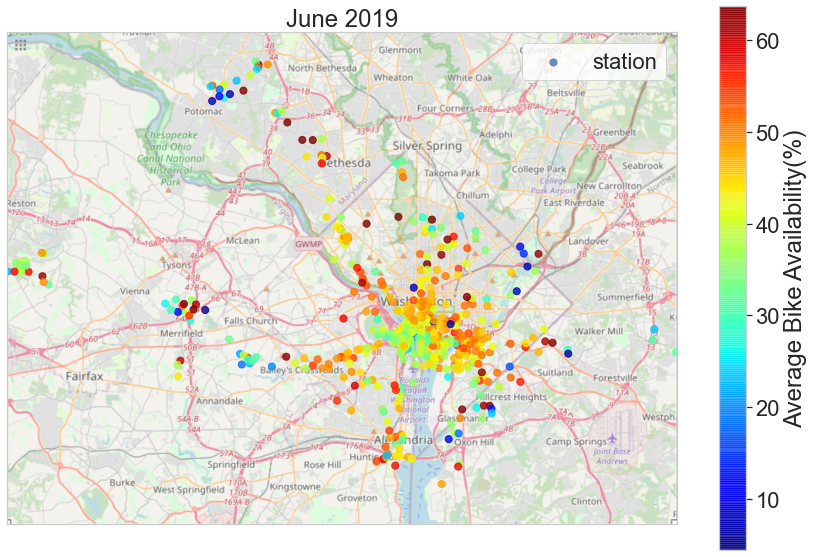 June 2019
station
Average Bike Availability(%)
60
50
40
30
20
10
Glenmont
North Bethesda
Wheaton
White Oak
Beltsville
Potomac
Four Corners
Chesapeake
and Ohio
Canal National
Historical
Park
Bethesda
Silver Spring
Adelphi
Greenbelt
Takoma Park
College Park
College
Park Airport
Seabrook
New Carrollton
Chillum
East Riverdale
Maryland
Reston
McLean
GWMP
Landover
Tysons
Vienna
Washington
Summerfield
Merrifield
Falls Church
Walker Mill
Fairfax
Bailey's Crossroads
Suitland
Forestville
Annandale
Ronald
Reagan
Washington
National
Airport
Hillcrest Heights
Glassmanor
Westph
Alexandria
Oxon Hill
Camp Springs
Joint Base
Andrews
Springfield
Rose Hill
Burke
West Springfield
Kingstowne
Groveton
Clinton